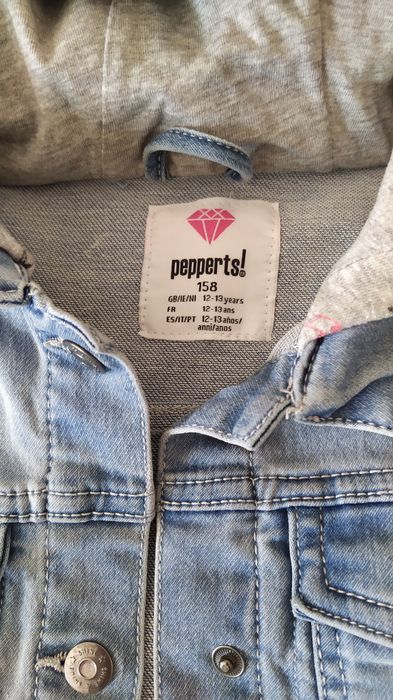 pepperts!
158
GB/IE/NI 12-13 years
FR 12-13 ans
ES/IT/PT 12-13 años/
anni/anos